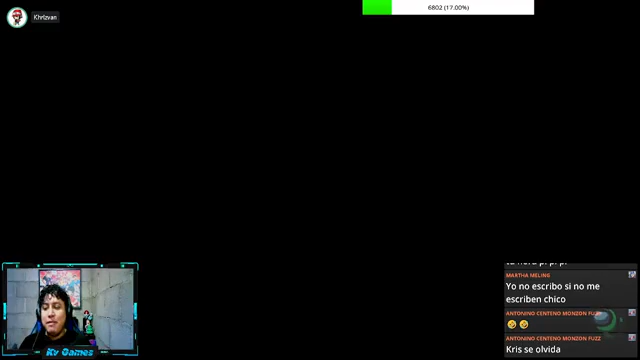 Khrizvan
6802 (17.00%)
MARTHA MELING
Yo no escribo si no me
escriben chico
ANTONINO CENTENO MONZON FUZZ
ANTONINO CENTENO MONZON FUZZ
Kris se olvida
Kv Games